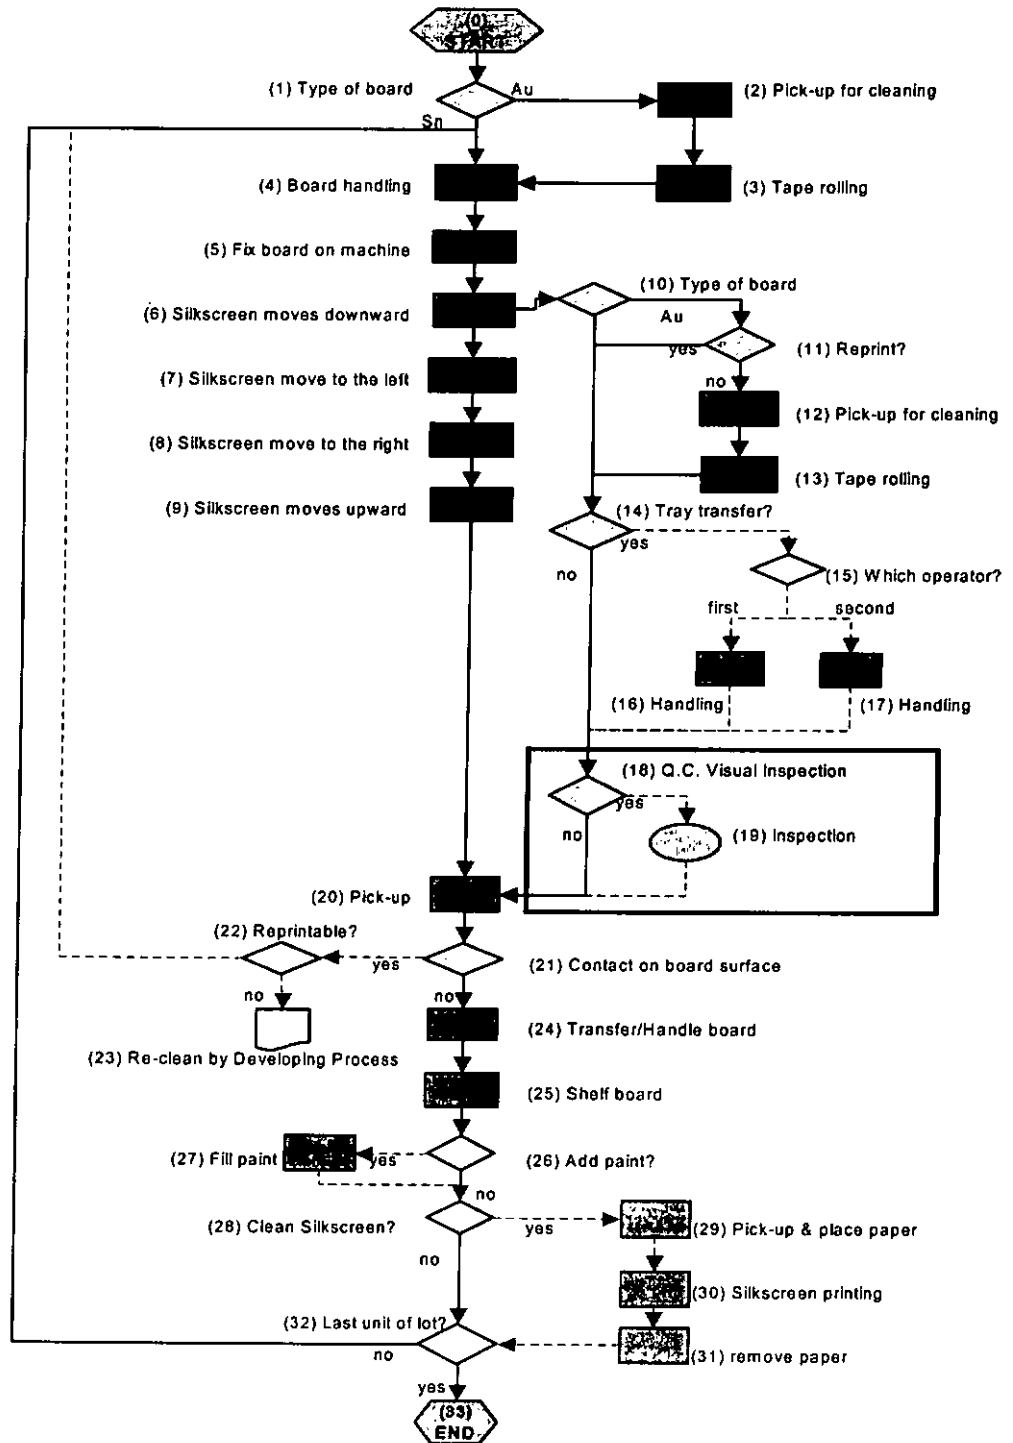 (0)
START
(1) Type of board
Au
(2) Pick-up for cleaning
Sn
(4) Board handling
(3) Tape rolling
(5) Fix board on machine
(10) Type of board
(6) Silkscreen moves downward
Au
yes
(11) Reprint?
(7) Silkscreen move to the left
no
(12) Pick-up for cleaning
(8) Silkscreen move to the right
(13) Tape rolling
(9) Silkscreen moves upward
(14) Tray transfer?
yes
no
(15) Which operator?
first
second
(16) Handling
(17) Handling
(18) Q.C. Visual Inspection
yes
no
(19) Inspection
(20) Pick-up
(22) Reprintable?
yes
(21) Contact on board surface
no
no
(24) Transfer/Handle board
(23) Re-clean by Developing Process
(25) Shelf board
(27) Fill paint
yes
(26) Add paint?
no
(28) Clean Silkscreen?
yes
(29) Pick-up & place paper
no
(30) Silkscreen printing
(32) Last unit of lot?
no
(31) remove paper
yes
(33)
END